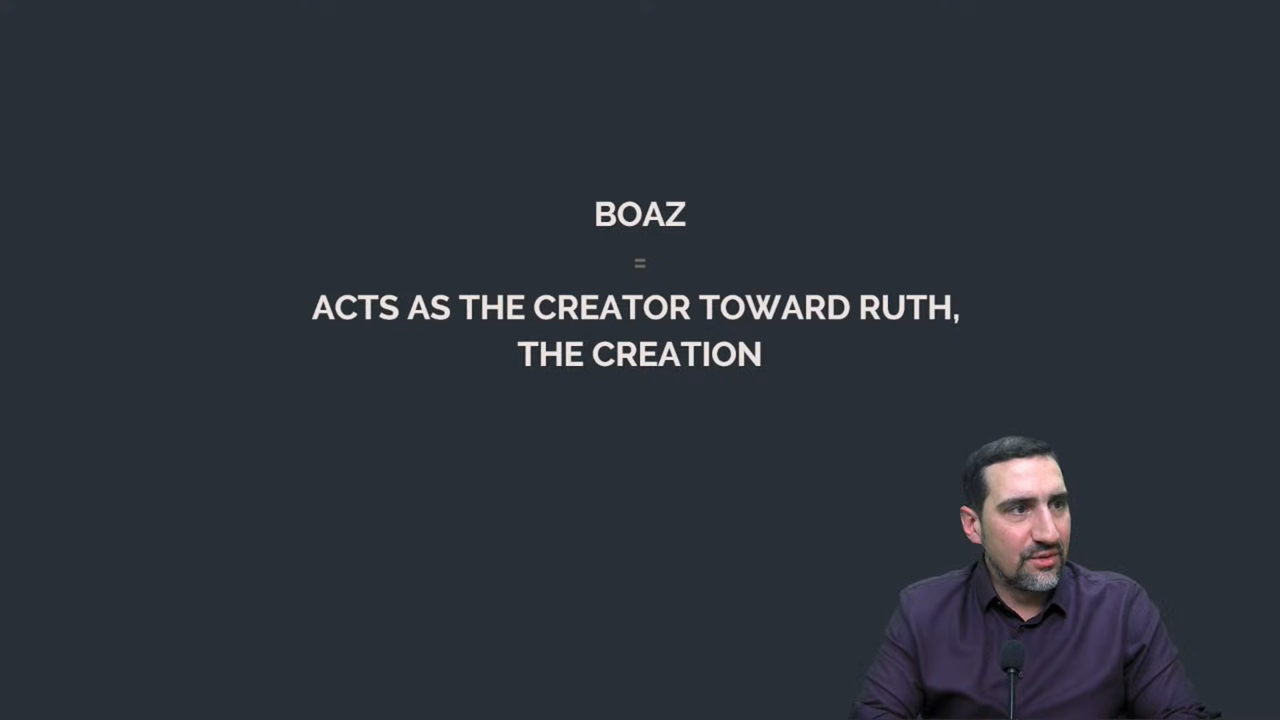 BOAZ
=
ACTS AS THE CREATOR TOWARD RUTH,
THE CREATION